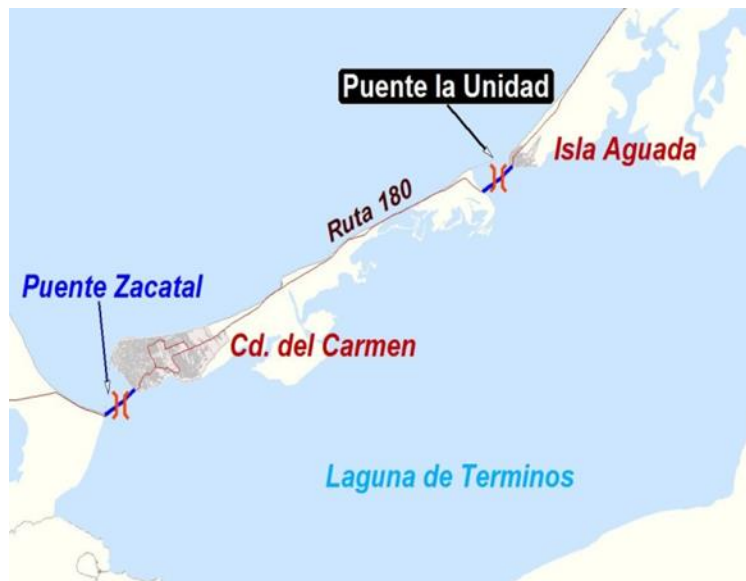 Puente la Unidad
Isla Aguada
Ruta 180
Puente Zacatal
Cd. del Carmen
Laguna de Terminos